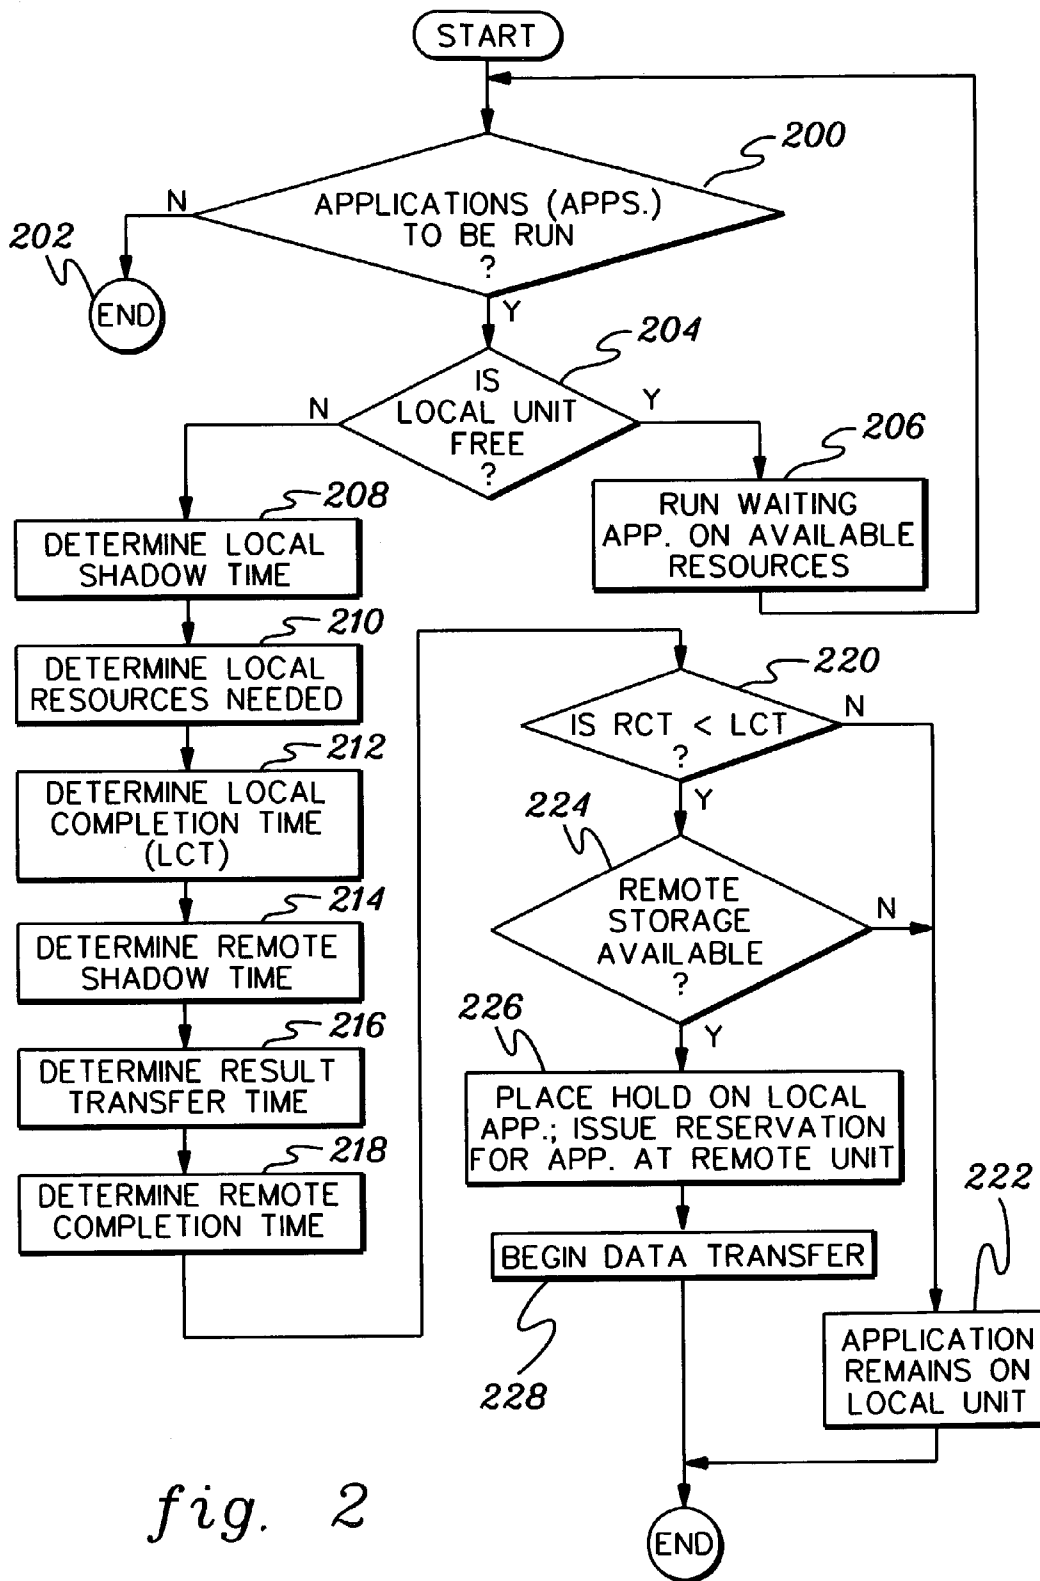 START
200
APPLICATIONS (APPS.)
TO BE RUN
?
N
Y
202
END
204
IS
LOCAL UNIT
FREE
?
N
Y
206
RUN WAITING
APP. ON AVAILABLE
RESOURCES
208
DETERMINE LOCAL
SHADOW TIME
210
DETERMINE LOCAL
RESOURCES NEEDED
212
DETERMINE LOCAL
COMPLETION TIME
(LCT)
214
DETERMINE REMOTE
SHADOW TIME
216
DETERMINE RESULT
TRANSFER TIME
218
DETERMINE REMOTE
COMPLETION TIME
220
IS RCT < LCT
?
N
Y
224
REMOTE
STORAGE
AVAILABLE
?
N
Y
226
PLACE HOLD ON LOCAL
APP.; ISSUE RESERVATION
FOR APP. AT REMOTE UNIT
BEGIN DATA TRANSFER
228
222
APPLICATION
REMAINS ON
LOCAL UNIT
END
fig. 2